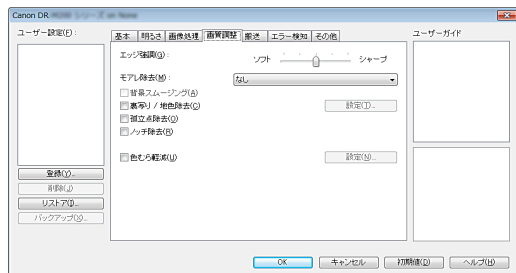 Canon DR
ユーザー設定(F):
登録(Y)...
削除(J)
リストア(I)...
バックアップ(X)...
基本 明るさ 画像処理 画質調整 搬送 エラー検知 その他
エッジ強調(G): ソフト シャープ
モアレ除去(M): なし
背景スムージング(A)
裏写り / 地色除去(C) 設定(T)...
孤立点除去(O)
ノッチ除去(R)
色むら軽減(U) 設定(N)...
ユーザーガイド
OK キャンセル 初期値(D) ヘルプ(H)